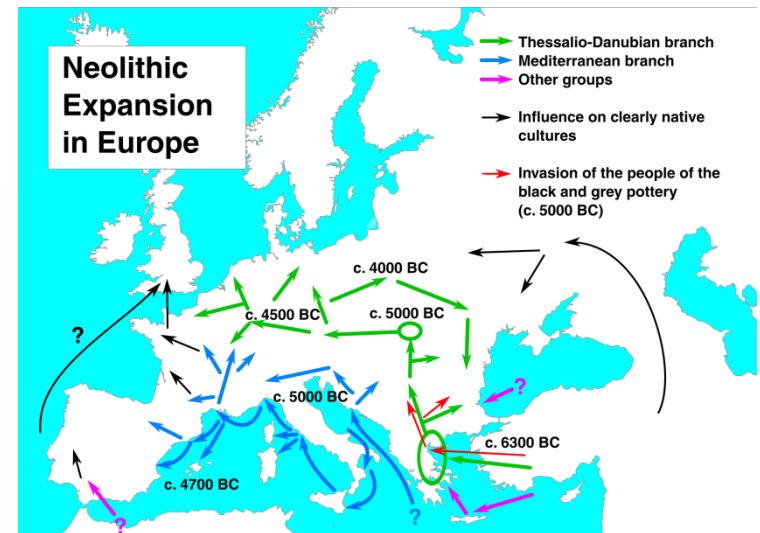 Neolithic
Expansion
in Europe
Thessalio-Danubian branch
Mediterranean branch
Other groups
Influence on clearly native
cultures
Invasion of the people of the
black and grey pottery
(c. 5000 BC)
c. 4000 BC
c. 5000 BC
c. 4500 BC
?
?
c. 5000 BC
c. 6300 BC
c. 4700 BC
?
?